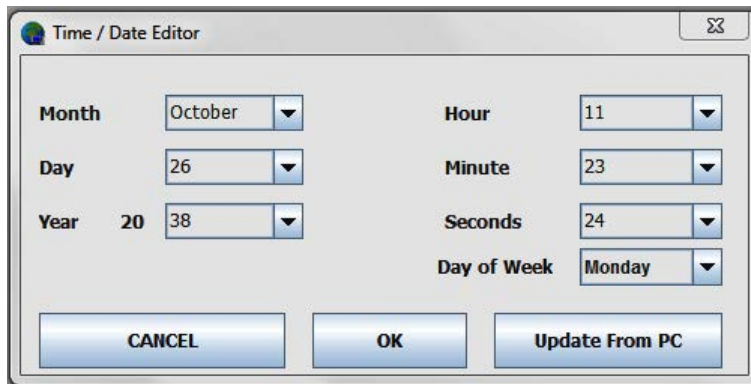 Time / Date Editor
Month October Hour 11
Day 26 Minute 23
Year 20 38 Seconds 24
Day of Week Monday
CANCEL OK Update From PC